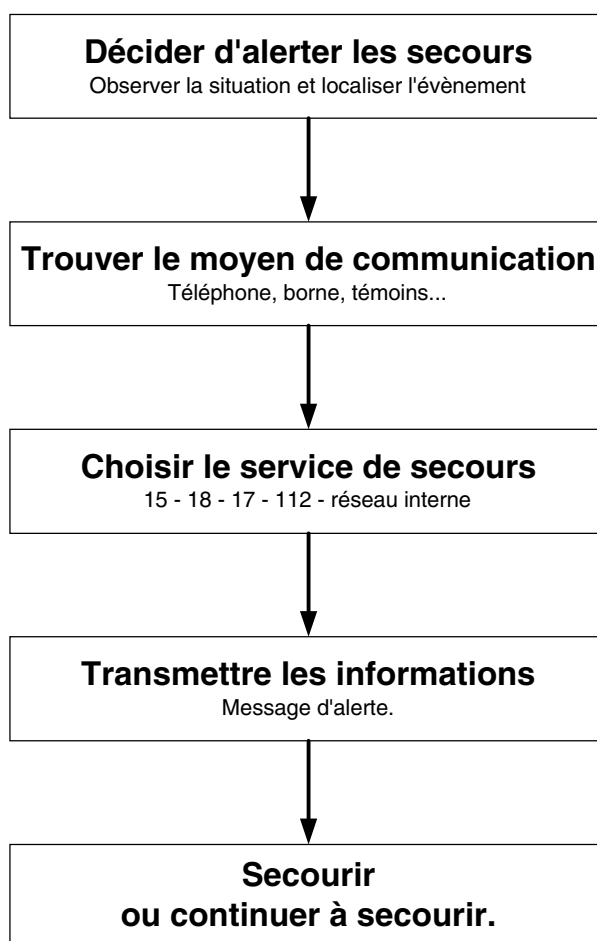 Décider d'alerter les secours
Observer la situation et localiser l'évènement
Trouver le moyen de communication
Téléphone, borne, témoins...
Choisir le service de secours
15 - 18 - 17 - 112 - réseau interne
Transmettre les informations
Message d'alerte.
Secourir
ou continuer à secourir.